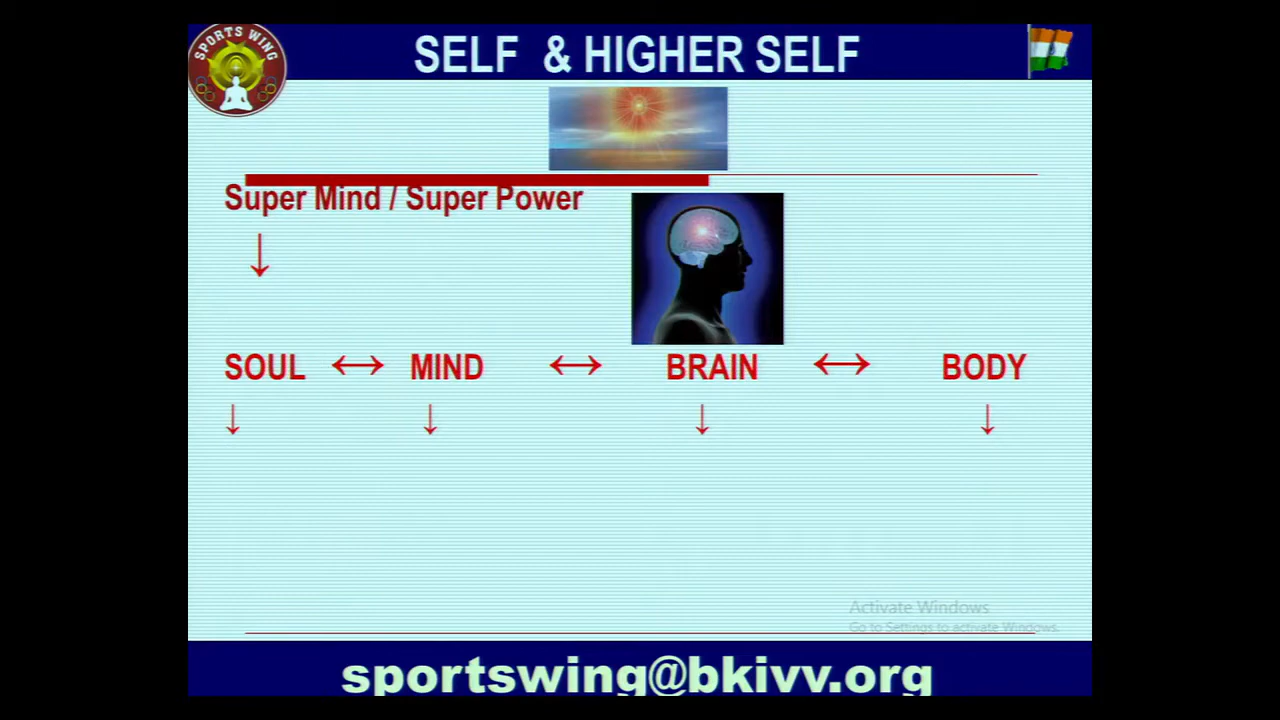 SPORTS WING
SELF & HIGHER SELF
Super Mind / Super Power
↓
SOUL ↔ MIND ↔ BRAIN ↔ BODY
↓ ↓ ↓ ↓
Activate Windows
Go to Settings to activate Windows.
sportswing@bkivv.org